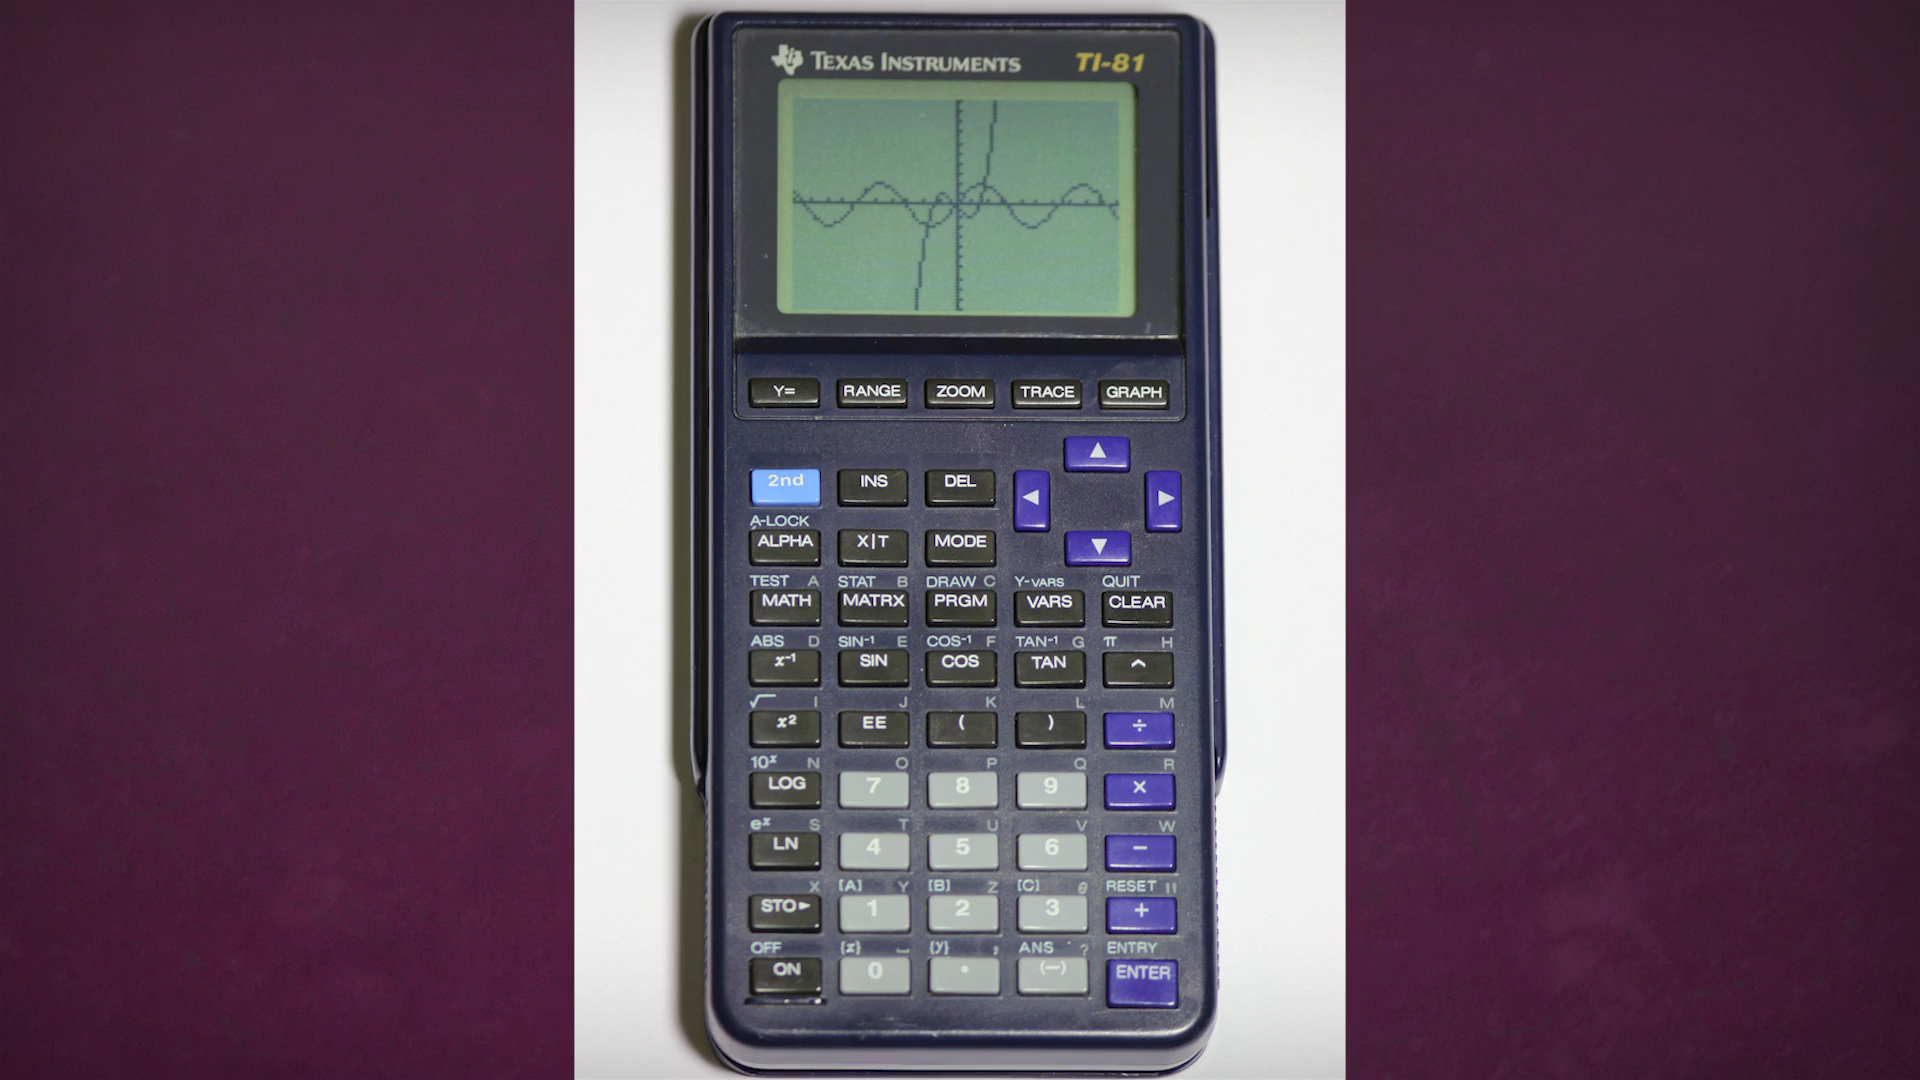 TEXAS INSTRUMENTS TI-81
Y= RANGE ZOOM TRACE GRAPH
▲
2nd INS DEL ◄ ►
A-LOCK
ALPHA X|T MODE ▼
TEST A STAT B DRAW C Y-VARS QUIT
MATH MATRX PRGM VARS CLEAR
ABS D SIN⁻¹ E COS⁻¹ F TAN⁻¹ G π H
x⁻¹ SIN COS TAN ^
√ I J K L M
x² EE ( ) ÷
10ˣ N O P Q R
LOG 7 8 9 ×
eˣ S T U V W
LN 4 5 6 −
X [A] Y [B] Z [C] θ RESET "
STO► 1 2 3 +
OFF {x} ⎵ {y} , ANS ? ENTRY
ON 0 . (−) ENTER